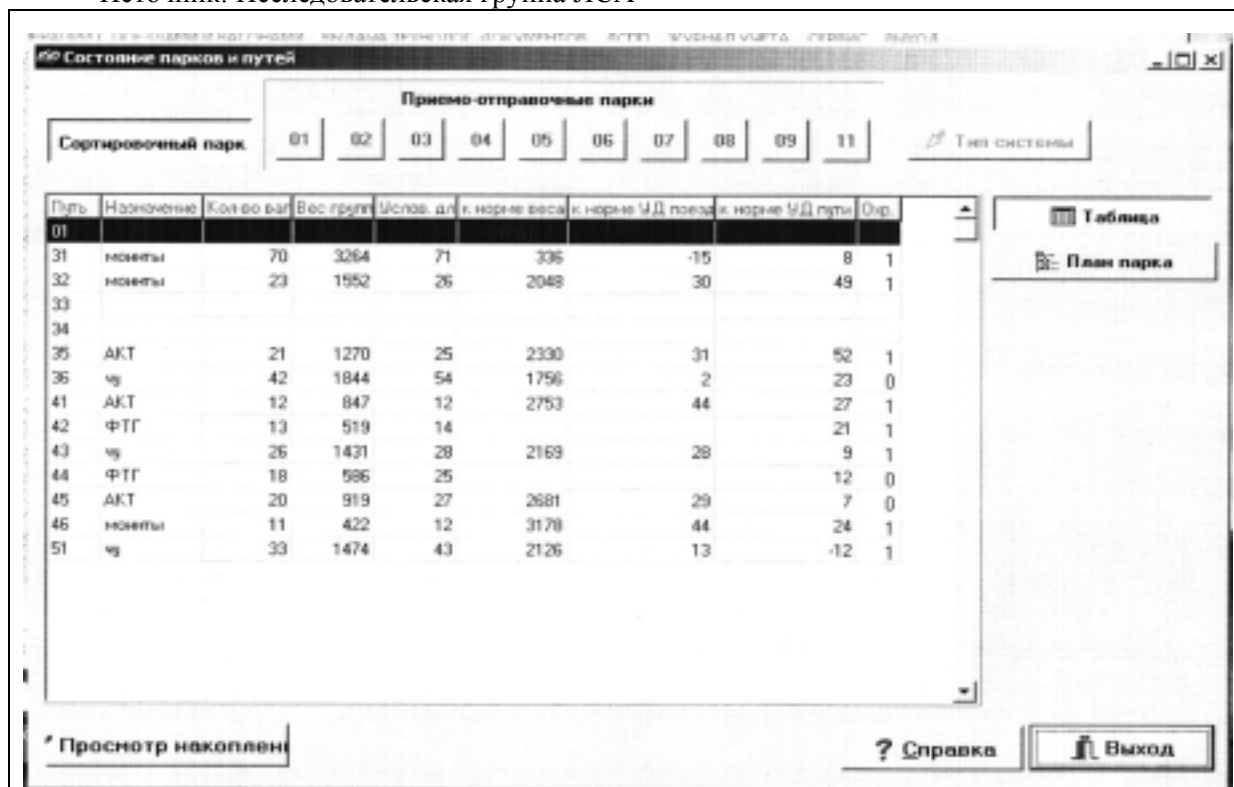 Источник: Исследовательская группа JICA
Состояние парков и путей
Приемо-отправочные парки
Сортировочный парк 01 02 03 04 05 06 07 08 09 11 Тип системы
Путь Назначение Кол-во ваг Вес групп Услов. дл к норме веса к норме УД поезд к норме УД пути Охр.
01
31 мониты 70 3264 71 336 -15 8 1
32 мониты 23 1552 26 2048 30 49 1
33
34
35 АКТ 21 1270 25 2330 31 52 1
36 чу 42 1844 54 1756 2 23 0
41 АКТ 12 847 12 2753 44 27 1
42 ФТГ 13 519 14 21 1
43 чу 26 1431 28 2169 28 9 1
44 ФТГ 18 586 25 12 0
45 АКТ 20 919 27 2681 29 7 0
46 мониты 11 422 12 3178 44 24 1
51 чу 33 1474 43 2126 13 -12 1
Таблица
План парка
Просмотр накоплени
? Справка
Выход